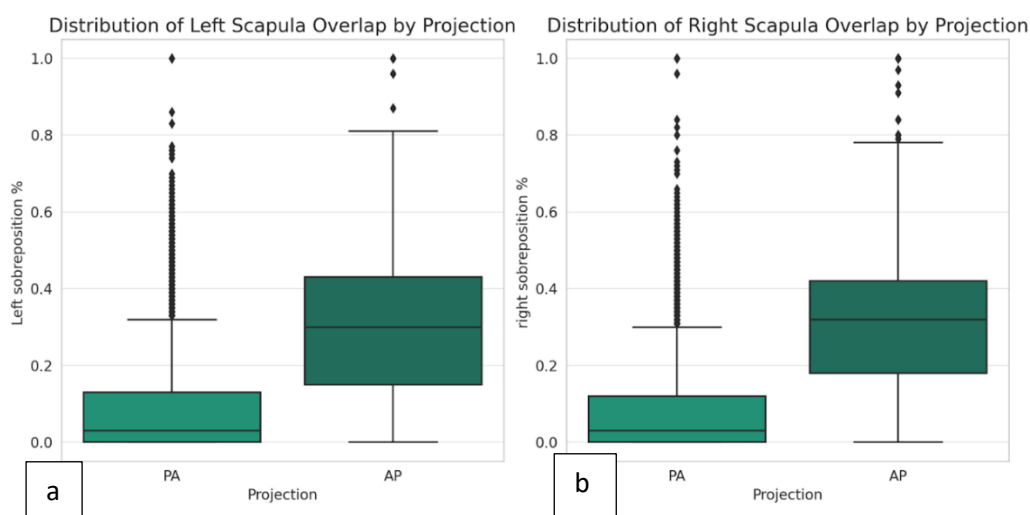 Distribution of Left Scapula Overlap by Projection
1.0
0.8
0.6
0.4
0.2
0.0
Left sobreposition %
PA
AP
Projection
a
Distribution of Right Scapula Overlap by Projection
1.0
0.8
0.6
0.4
0.2
0.0
right sobreposition %
PA
AP
Projection
b